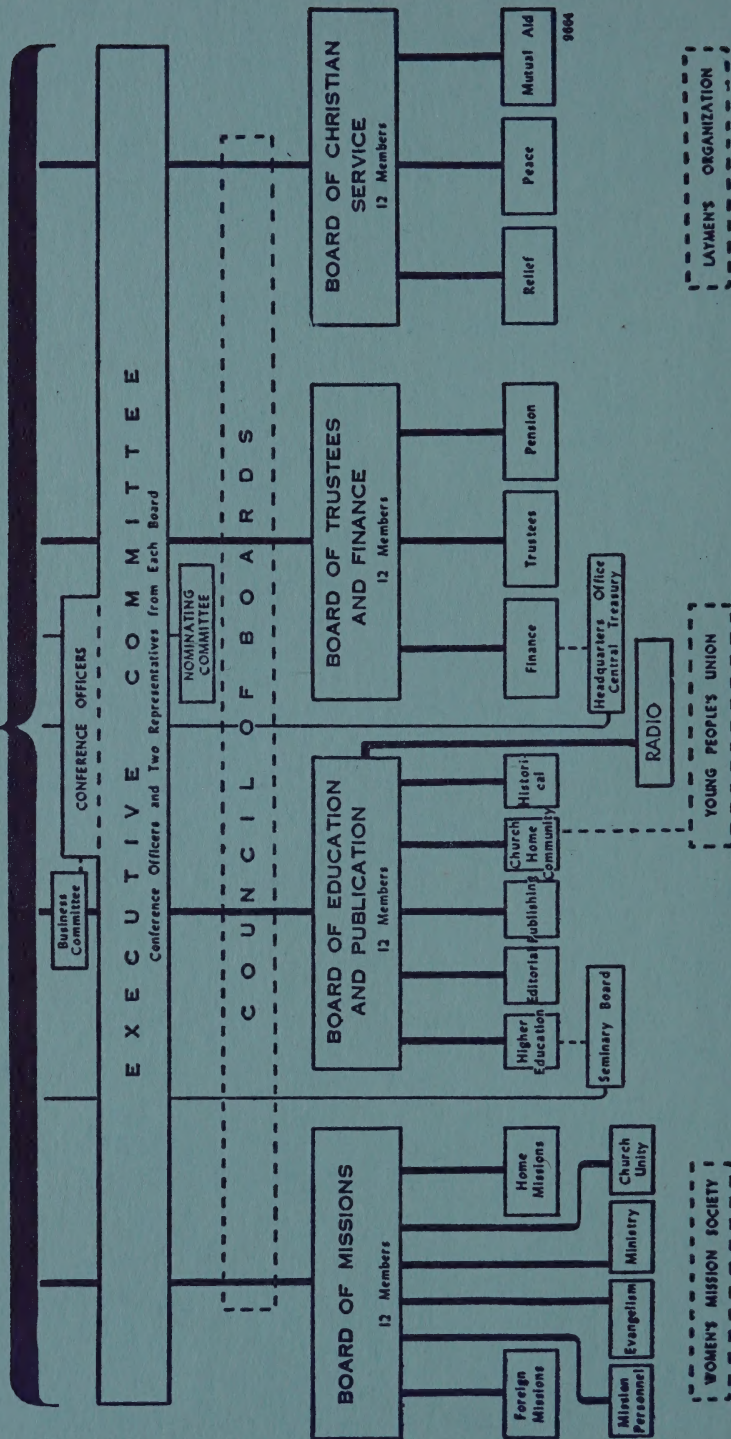 Business
Committee
CONFERENCE OFFICERS
EXECUTIVE COMMITTEE
Conference Officers and Two Representatives from Each Board
NOMINATING
COMMITTEE
COUNCIL OF BOARDS
BOARD OF MISSIONS
12 Members
BOARD OF EDUCATION
AND PUBLICATION
12 Members
BOARD OF TRUSTEES
AND FINANCE
12 Members
BOARD OF CHRISTIAN
SERVICE
12 Members
Foreign
Missions
Home
Missions
Mission
Personnel
Evangelism
Ministry
Church
Unity
Higher
Education
Editorial
Publishing
Church
Home
Community
Histori-
cal
Seminary Board
Finance
Trustees
Pension
Headquarters Office
Central Treasury
RADIO
Relief
Peace
Mutual Aid
9664
WOMEN'S MISSION SOCIETY
YOUNG PEOPLE'S UNION
LAYMEN'S ORGANIZATION